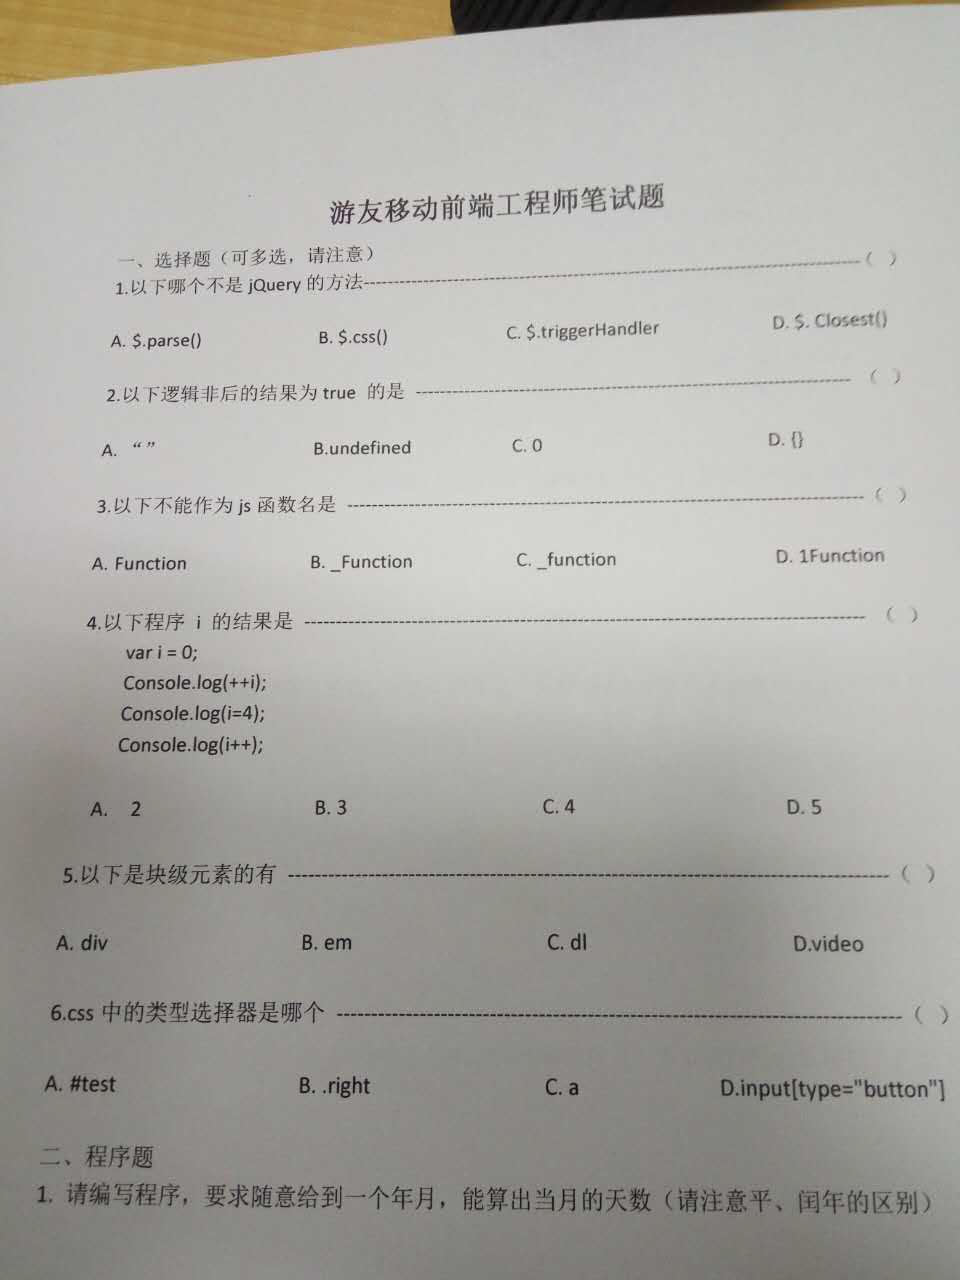 游友移动前端工程师笔试题
一、选择题（可多选，请注意）
1.以下哪个不是 jQuery 的方法------------------------------------------------------------（ ）
A. $.parse() B. $.css() C. $.triggerHandler D. $. Closest()
2.以下逻辑非后的结果为 true 的是 ------------------------------------------------------------（ ）
A. “ ” B.undefined C. 0 D. {}
3.以下不能作为 js 函数名是 ------------------------------------------------------------（ ）
A. Function B. _Function C. _function D. 1Function
4.以下程序 i 的结果是 ------------------------------------------------------------（ ）
var i = 0;
Console.log(++i);
Console.log(i=4);
Console.log(i++);
A. 2 B. 3 C. 4 D. 5
5.以下是块级元素的有 ------------------------------------------------------------（ ）
A. div B. em C. dl D.video
6.css 中的类型选择器是哪个 ------------------------------------------------------------（ ）
A. #test B. .right C. a D.input[type="button"]
二、程序题
1. 请编写程序，要求随意给到一个年月，能算出当月的天数（请注意平、闰年的区别）